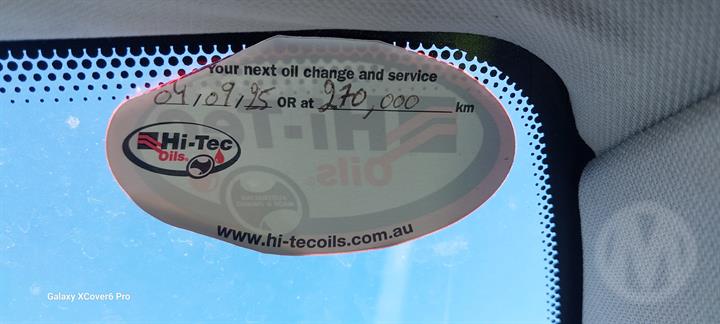 Your next oil change and service
04,09,25 OR at 270,000 km
Hi-Tec
Oils
www.hi-tecoils.com.au
Galaxy XCover6 Pro